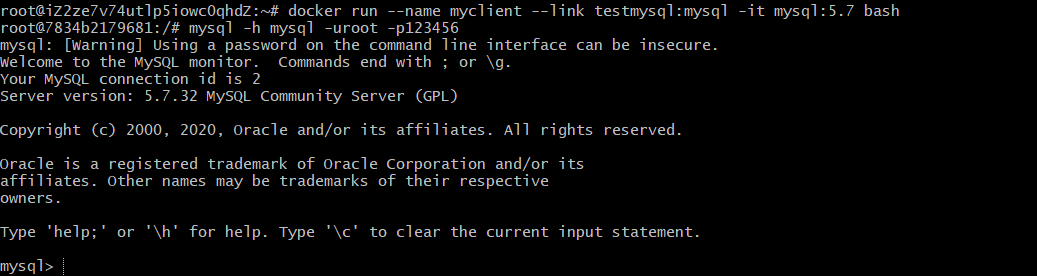 root@iZ2ze7v74utlp5iowc0qhdZ:~# docker run --name myclient --link testmysql:mysql -it mysql:5.7 bash
root@7834b2179681:/# mysql -h mysql -uroot -p123456
mysql: [Warning] Using a password on the command line interface can be insecure.
Welcome to the MySQL monitor.  Commands end with ; or \g.
Your MySQL connection id is 2
Server version: 5.7.32 MySQL Community Server (GPL)
Copyright (c) 2000, 2020, Oracle and/or its affiliates. All rights reserved.
Oracle is a registered trademark of Oracle Corporation and/or its
affiliates. Other names may be trademarks of their respective
owners.
Type 'help;' or '\h' for help. Type '\c' to clear the current input statement.
mysql>